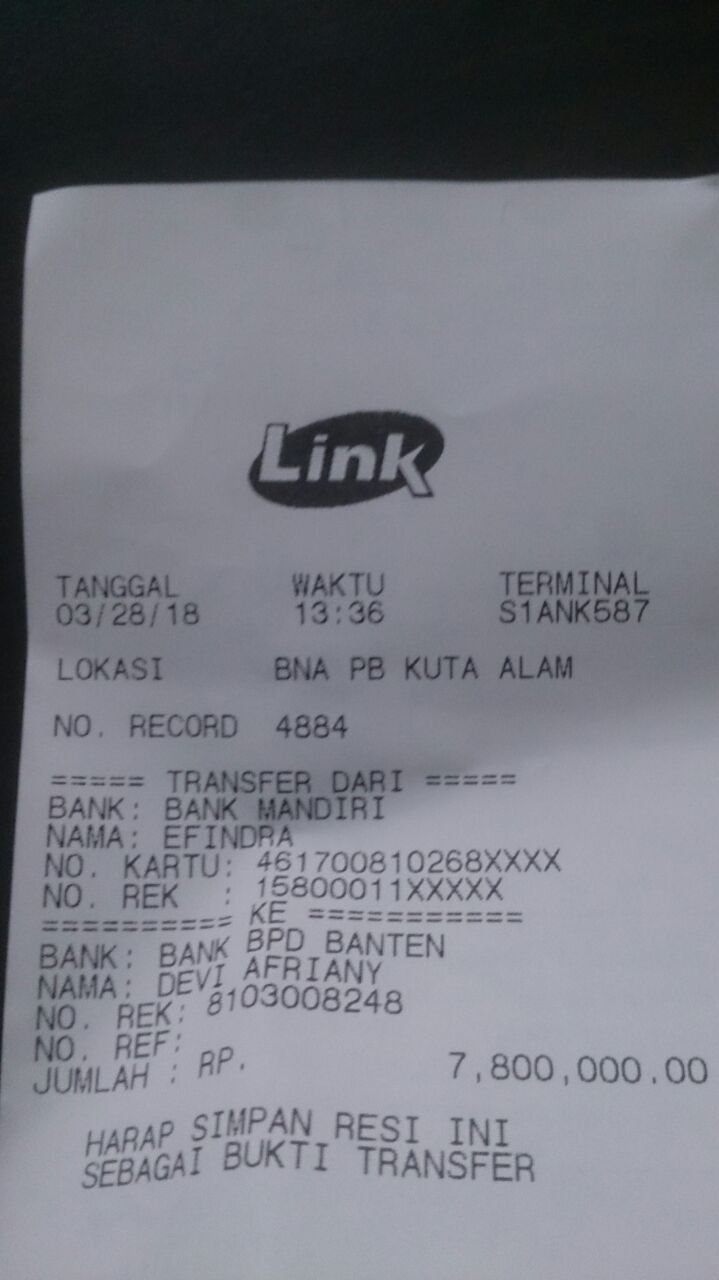 Link
TANGGAL WAKTU TERMINAL
03/28/18 13:36 S1ANK587
LOKASI BNA PB KUTA ALAM
NO. RECORD 4884
===== TRANSFER DARI =====
BANK: BANK MANDIRI
NAMA: EFINDRA
NO. KARTU: 461700810268XXXX
NO. REK : 15800011XXXXX
========== KE ===========
BANK: BANK BPD BANTEN
NAMA: DEVI AFRIANY
NO. REK: 8103008248
NO. REF:
JUMLAH : RP. 7,800,000.00
HARAP SIMPAN RESI INI
SEBAGAI BUKTI TRANSFER